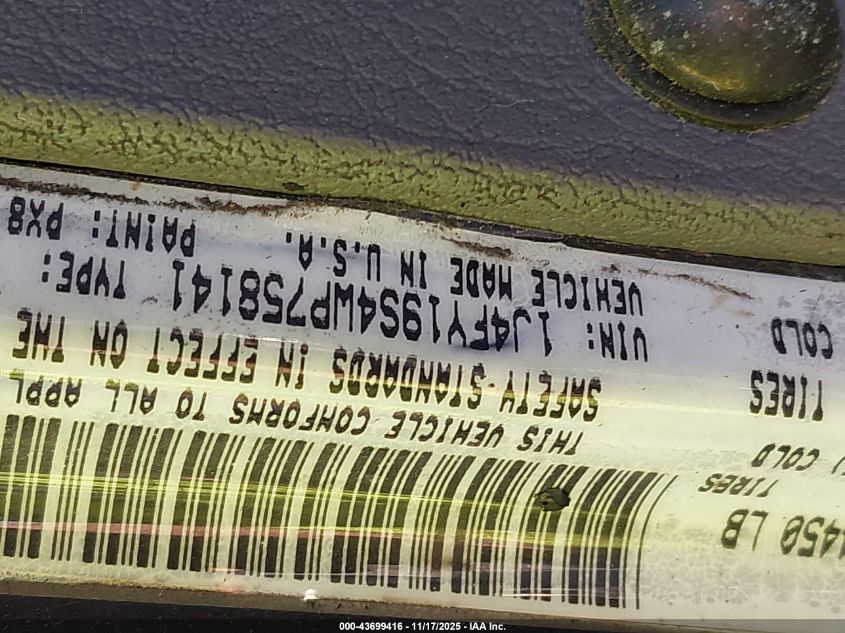 COLD
TIRES
TIRES
COLD
450 LB
THIS VEHICLE CONFORMS TO ALL APPL
SAFETY STANDARDS IN EFFECT ON THE
VIN: 1J4FY19S4WP758141 TYPE:
VEHICLE MADE IN U.S.A. PAINT: PX8
000-43699416 - 11/17/2025 - IAA Inc.